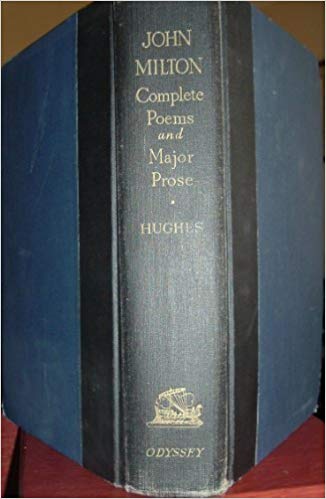 JOHN
MILTON
Complete
Poems
and
Major
Prose
HUGHES
ODYSSEY